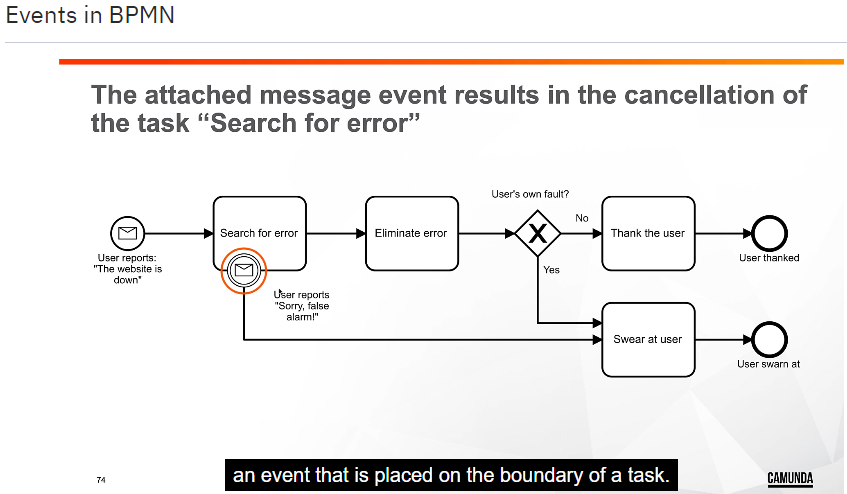 Events in BPMN
The attached message event results in the cancellation of
the task “Search for error”
User's own fault?
Search for error
Eliminate error
X
No
Thank the user
User reports:
"The website is
down"
User thanked
Yes
User reports
"Sorry, false
alarm!"
Swear at user
User swarn at
an event that is placed on the boundary of a task.
74
CAMUNDA